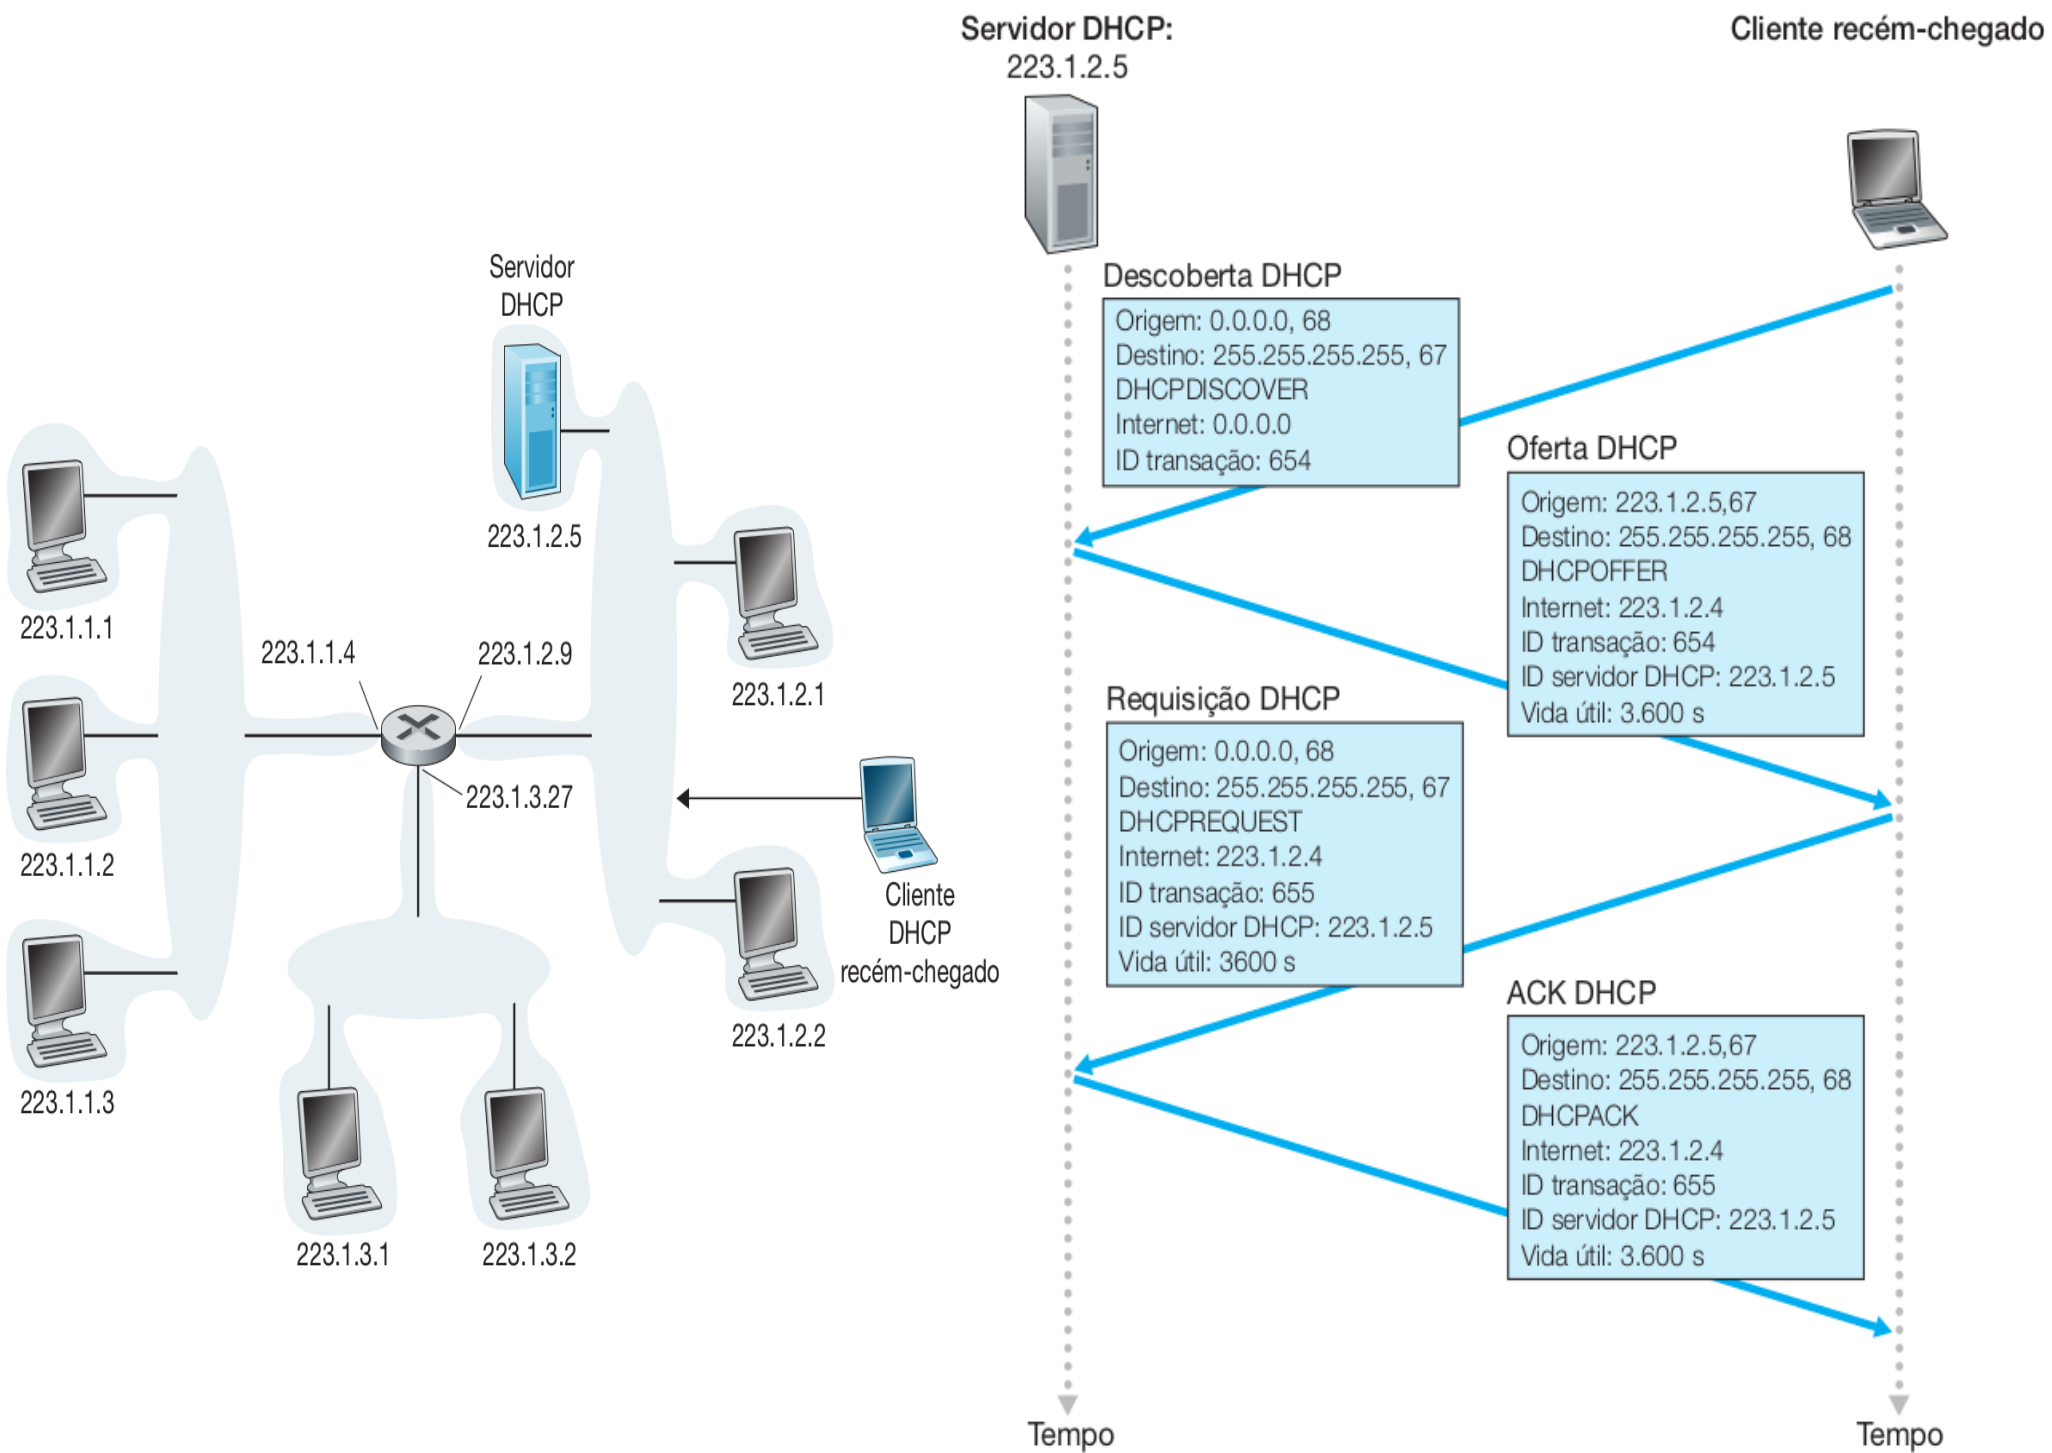 Servidor
DHCP
223.1.2.5
223.1.1.1
223.1.1.4
223.1.2.9
223.1.2.1
223.1.3.27
223.1.1.2
Cliente
DHCP
recém-chegado
223.1.2.2
223.1.1.3
223.1.3.1
223.1.3.2
Servidor DHCP:
223.1.2.5
Cliente recém-chegado
Descoberta DHCP
Origem: 0.0.0.0, 68
Destino: 255.255.255.255, 67
DHCPDISCOVER
Internet: 0.0.0.0
ID transação: 654
Oferta DHCP
Origem: 223.1.2.5,67
Destino: 255.255.255.255, 68
DHCPOFFER
Internet: 223.1.2.4
ID transação: 654
ID servidor DHCP: 223.1.2.5
Vida útil: 3.600 s
Requisição DHCP
Origem: 0.0.0.0, 68
Destino: 255.255.255.255, 67
DHCPREQUEST
Internet: 223.1.2.4
ID transação: 655
ID servidor DHCP: 223.1.2.5
Vida útil: 3600 s
ACK DHCP
Origem: 223.1.2.5,67
Destino: 255.255.255.255, 68
DHCPACK
Internet: 223.1.2.4
ID transação: 655
ID servidor DHCP: 223.1.2.5
Vida útil: 3.600 s
Tempo
Tempo